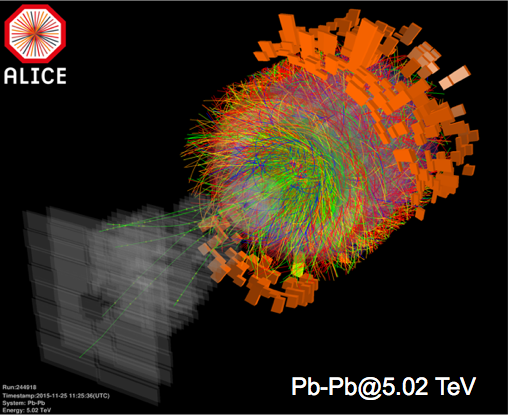 ALICE
Run:244918
Timestamp:2015-11-25 11:25:36(UTC)
System: Pb-Pb
Energy: 5.02 TeV
Pb-Pb@5.02 TeV